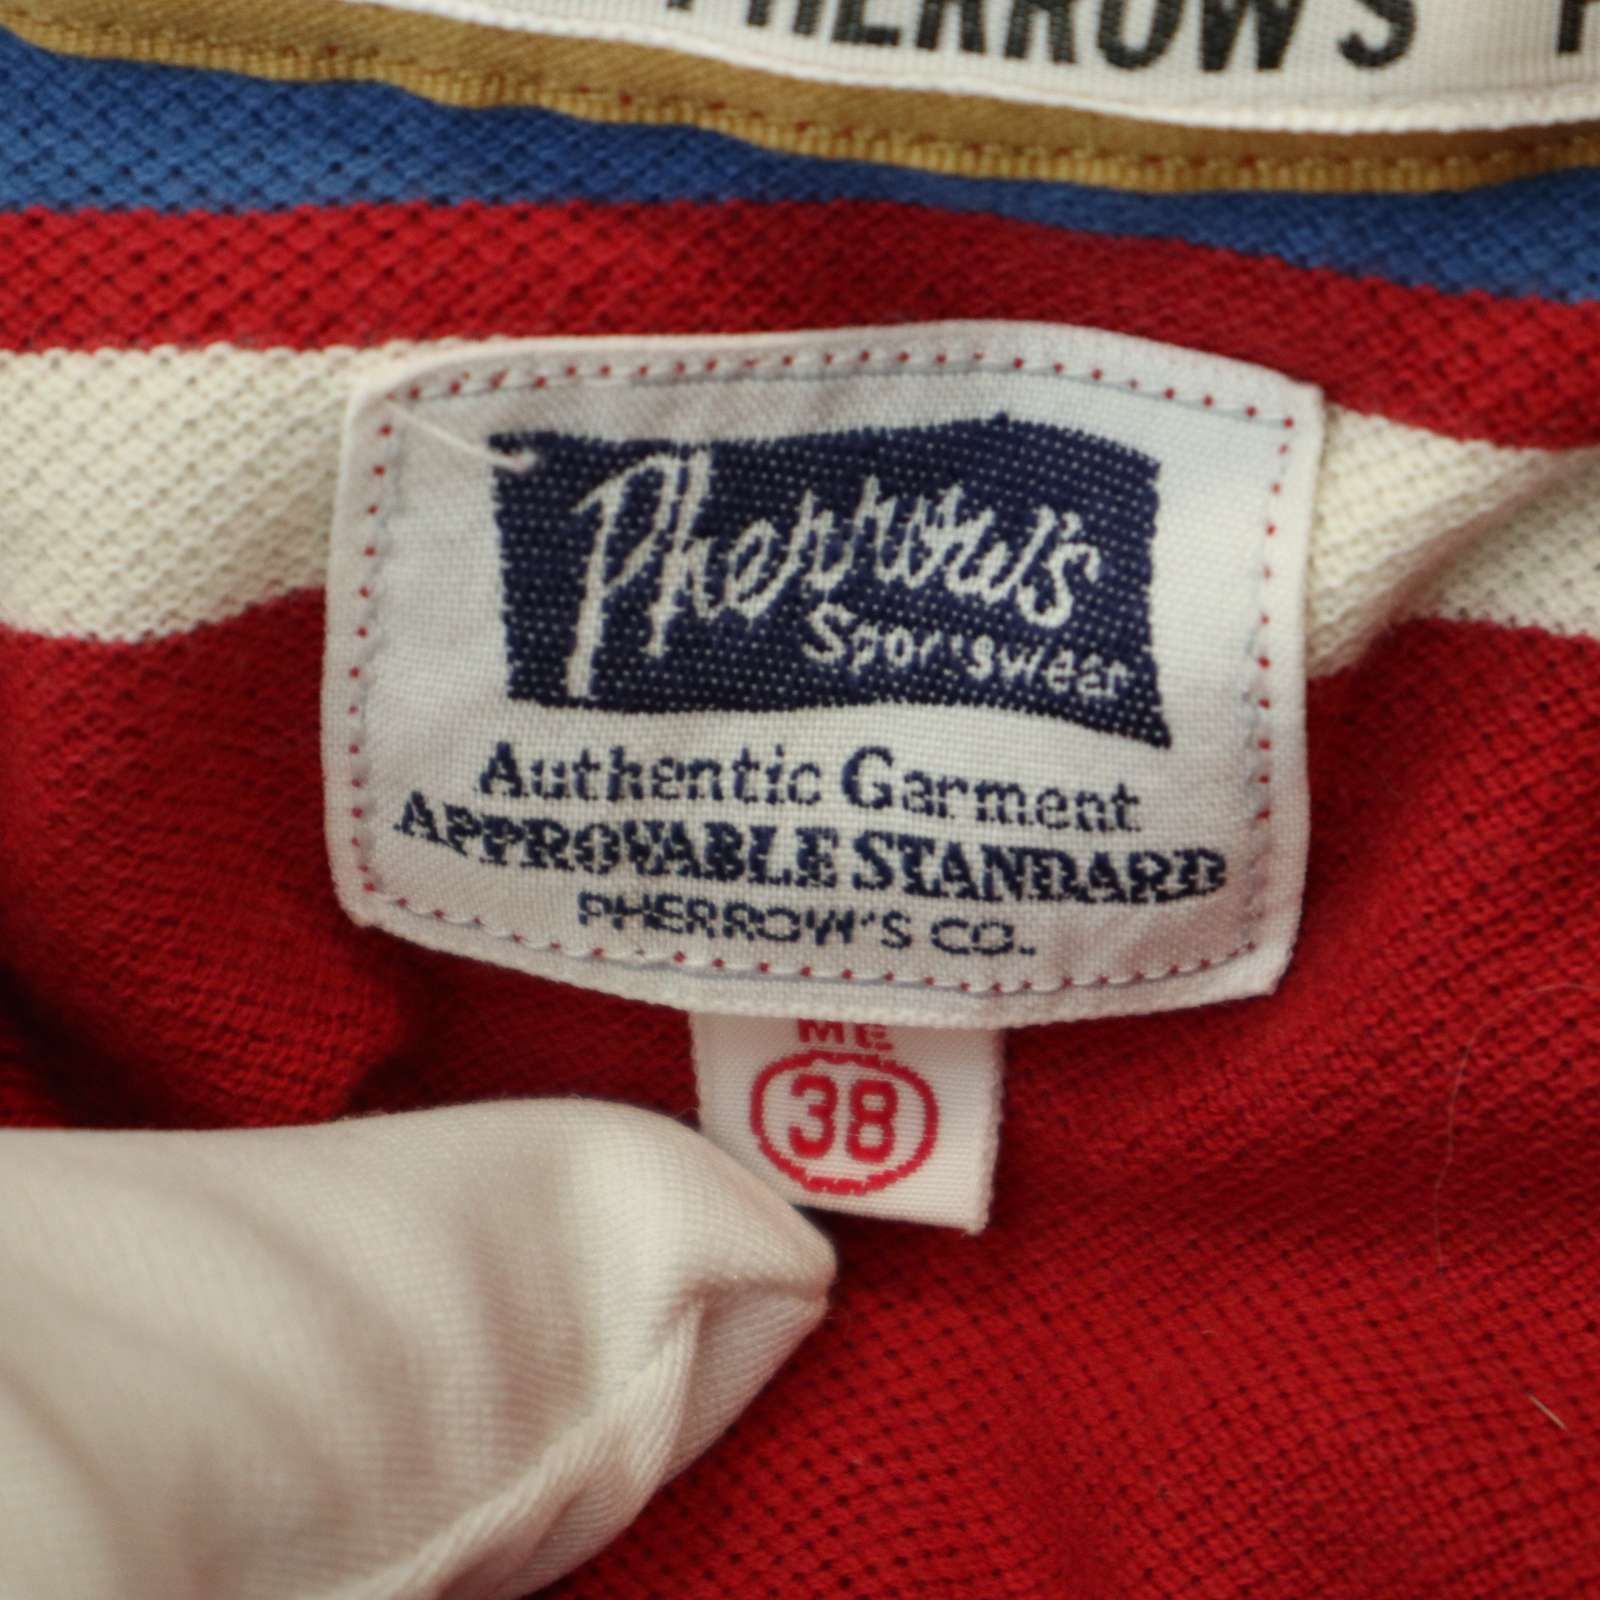 PHERROW'S
Pherrow's
Sportswear
Authentic Garment
APPROVABLE STANDARD
PHERROW'S CO.
ME
38